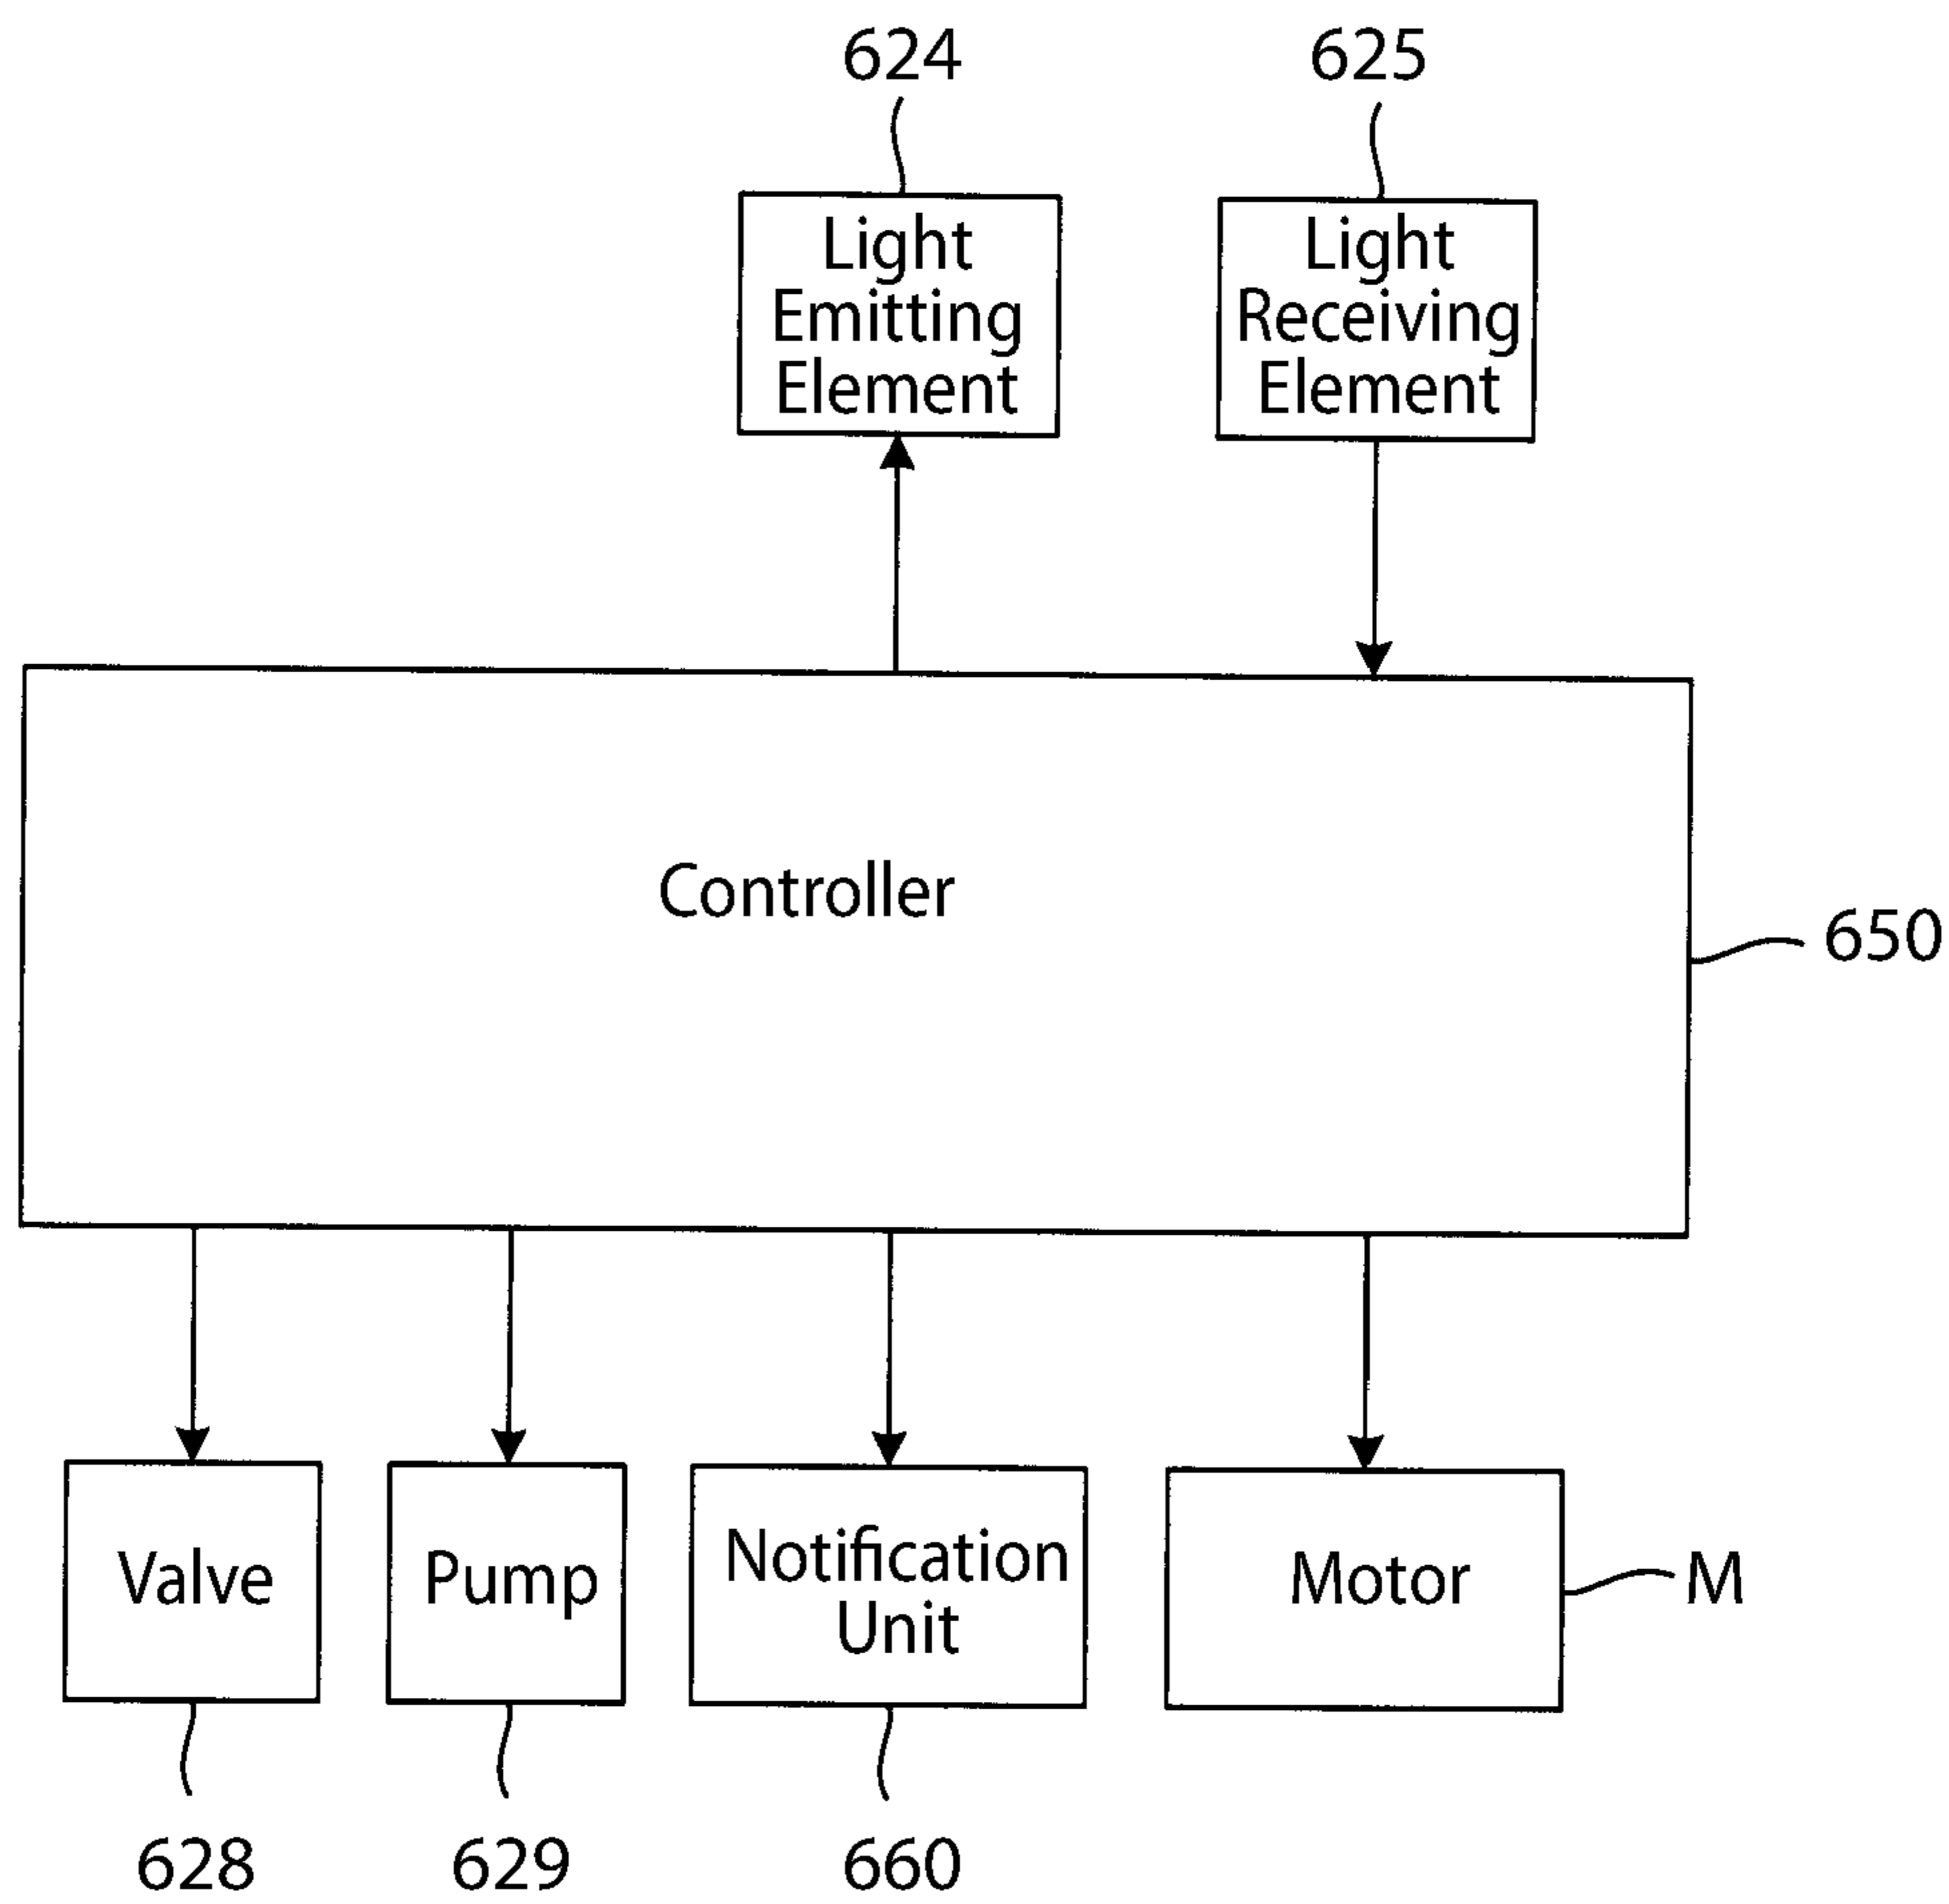 624
625
Light
Emitting
Element
Light
Receiving
Element
Controller
650
Valve
Pump
Notification
Unit
Motor
M
628
629
660